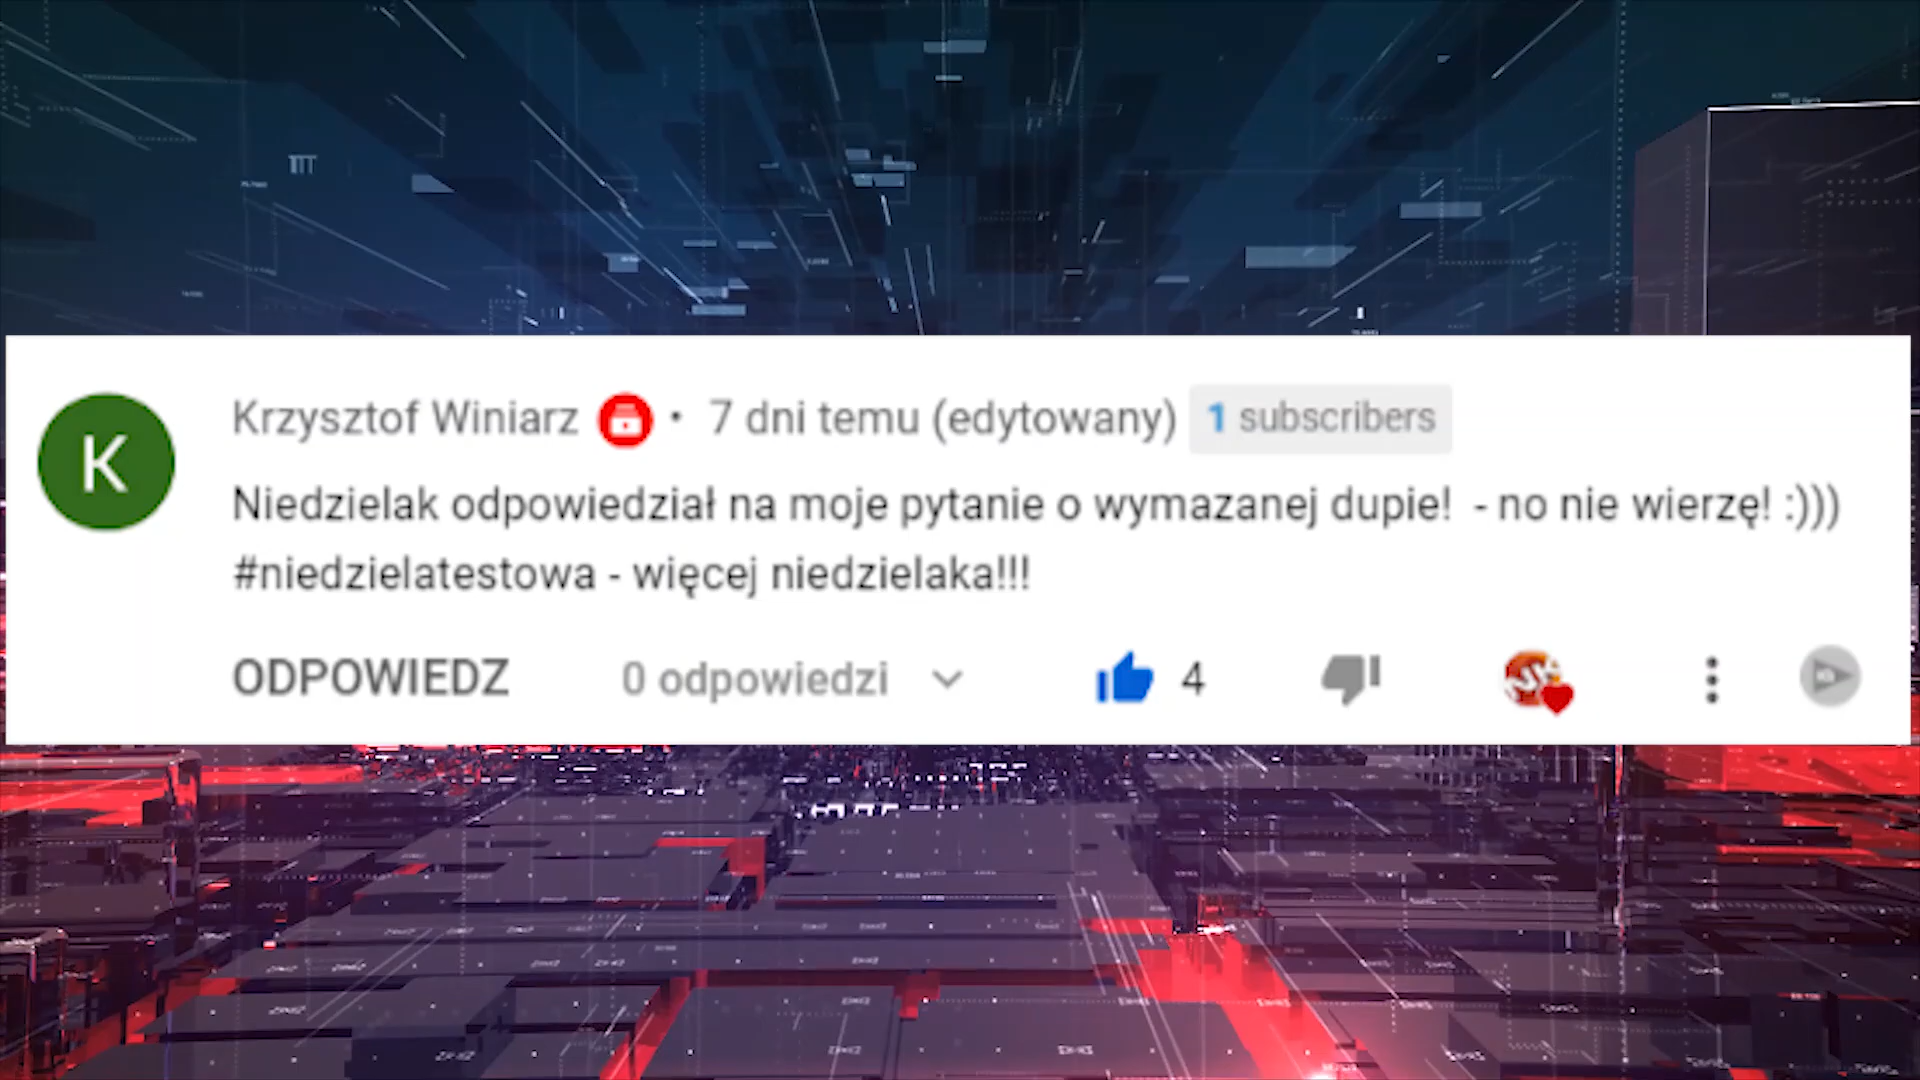 Krzysztof Winiarz • 7 dni temu (edytowany) 1 subscribers
K
Niedzielak odpowiedział na moje pytanie o wymazanej dupie!  - no nie wierzę! :)))
#niedzielatestowa - więcej niedzielaka!!!
ODPOWIEDZ 0 odpowiedzi 4